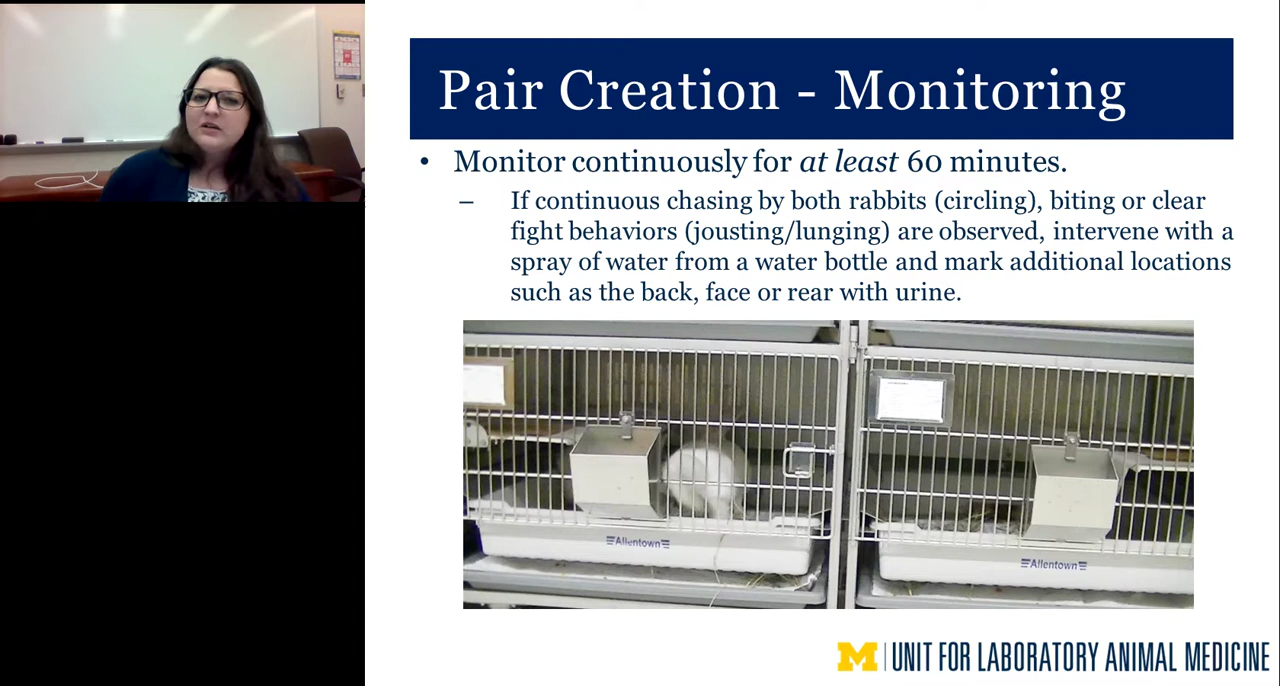 Pair Creation - Monitoring
• Monitor continuously for at least 60 minutes.
– If continuous chasing by both rabbits (circling), biting or clear
fight behaviors (jousting/lunging) are observed, intervene with a
spray of water from a water bottle and mark additional locations
such as the back, face or rear with urine.
Allentown
Allentown
M | UNIT FOR LABORATORY ANIMAL MEDICINE